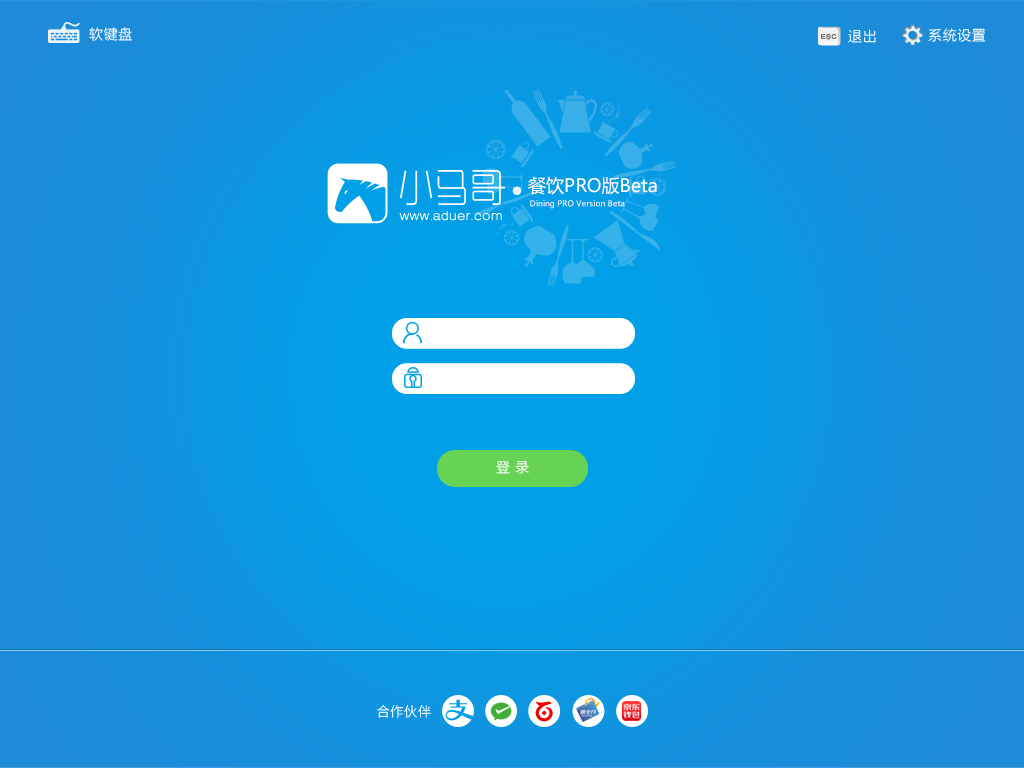 软键盘
ESC 退出
系统设置
小马哥
www.aduer.com
餐饮PRO版Beta
Dining PRO Version Beta
登 录
合作伙伴
支
京东
钱包